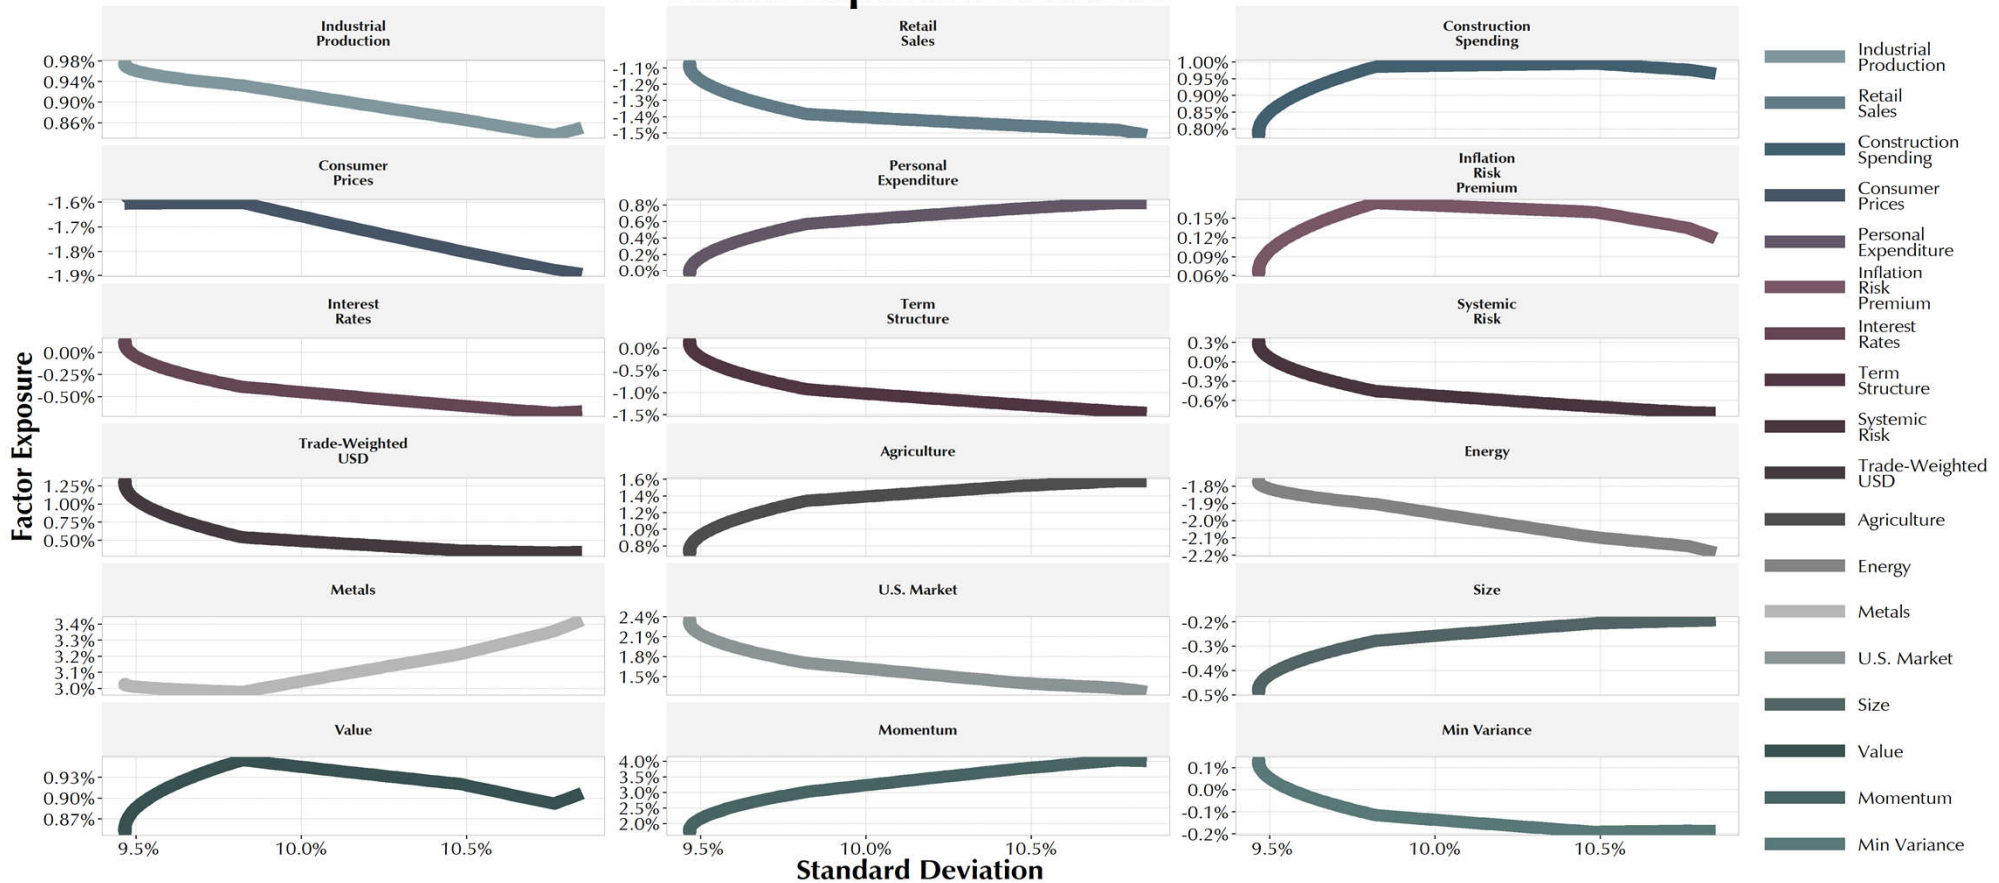 Industrial
Production
Retail
Sales
Construction
Spending
0.98%
0.94%
0.90%
0.86%
-1.1%
-1.2%
-1.3%
-1.4%
-1.5%
1.00%
0.95%
0.90%
0.85%
0.80%
Consumer
Prices
Personal
Expenditure
Inflation
Risk
Premium
-1.6%
-1.7%
-1.8%
-1.9%
0.8%
0.6%
0.4%
0.2%
0.0%
0.15%
0.12%
0.09%
0.06%
Interest
Rates
Term
Structure
Systemic
Risk
0.00%
-0.25%
-0.50%
0.0%
-0.5%
-1.0%
-1.5%
0.3%
0.0%
-0.3%
-0.6%
Trade-Weighted
USD
Agriculture
Energy
1.25%
1.00%
0.75%
0.50%
1.6%
1.4%
1.2%
1.0%
0.8%
-1.8%
-1.9%
-2.0%
-2.1%
-2.2%
Metals
U.S. Market
Size
3.4%
3.3%
3.2%
3.1%
3.0%
2.4%
2.1%
1.8%
1.5%
-0.2%
-0.3%
-0.4%
-0.5%
Value
Momentum
Min Variance
0.93%
0.90%
0.87%
4.0%
3.5%
3.0%
2.5%
2.0%
0.1%
0.0%
-0.1%
-0.2%
9.5% 10.0% 10.5%
9.5% 10.0% 10.5%
9.5% 10.0% 10.5%
Factor Exposure
Standard Deviation
Industrial
Production
Retail
Sales
Construction
Spending
Consumer
Prices
Personal
Expenditure
Inflation
Risk
Premium
Interest
Rates
Term
Structure
Systemic
Risk
Trade-Weighted
USD
Agriculture
Energy
Metals
U.S. Market
Size
Value
Momentum
Min Variance